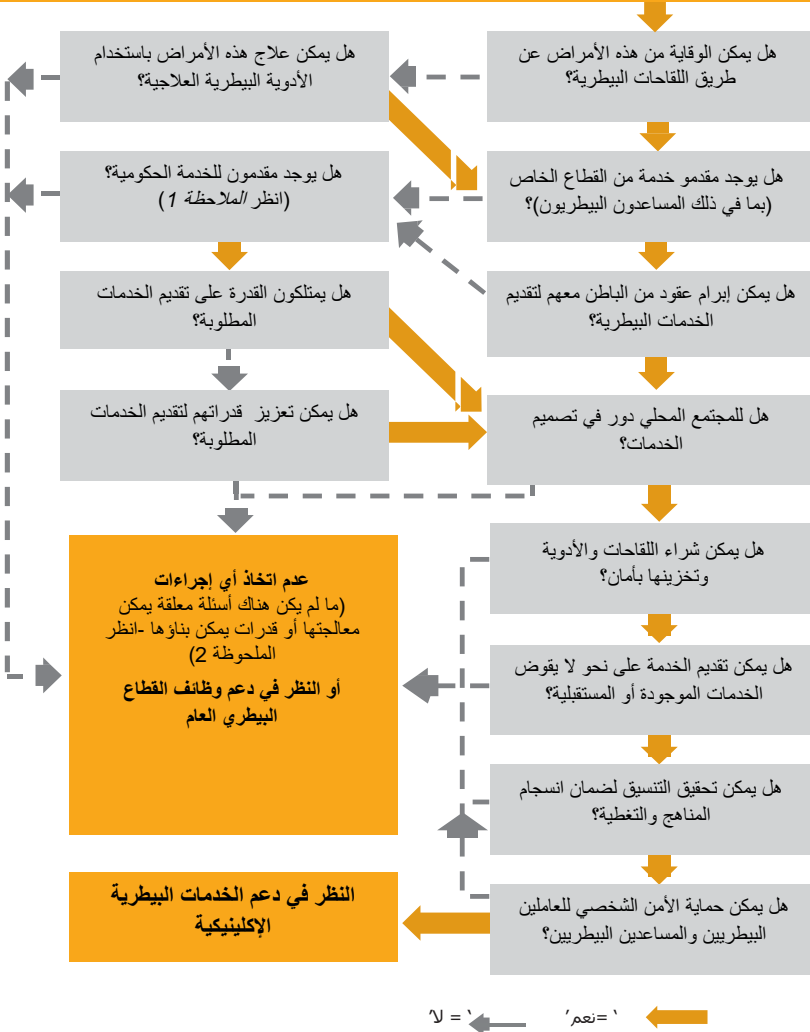 هل يمكن الوقاية من هذه الأمراض عن
طريق اللقاحات البيطرية؟
هل يمكن علاج هذه الأمراض باستخدام
الأدوية البيطرية العلاجية؟
هل يوجد مقدمو خدمة من القطاع الخاص
(بما في ذلك المساعدون البيطريون)؟
هل يوجد مقدمون للخدمة الحكومية؟
(انظر الملاحظة 1)
هل يمكن إبرام عقود من الباطن معهم لتقديم
الخدمات البيطرية؟
هل يمتلكون القدرة على تقديم الخدمات
المطلوبة؟
هل للمجتمع المحلي دور في تصميم
الخدمات؟
هل يمكن تعزيز قدراتهم لتقديم الخدمات
المطلوبة؟
هل يمكن شراء اللقاحات والأدوية
وتخزينها بأمان؟
هل يمكن تقديم الخدمة على نحو لا يقوض
الخدمات الموجودة أو المستقبلية؟
هل يمكن تحقيق التنسيق لضمان انسجام
المناهج والتغطية؟
هل يمكن حماية الأمن الشخصي للعاملين
البيطريين والمساعدين البيطريين؟
عدم اتخاذ أي إجراءات
(ما لم يكن هناك أسئلة معلقة يمكن
معالجتها أو قدرات يمكن بناؤها -انظر
الملحوظة 2)
أو النظر في دعم وظائف القطاع
البيطري العام
النظر في دعم الخدمات البيطرية
الإكلينيكية
‘ =نعم’
‘ = لا’